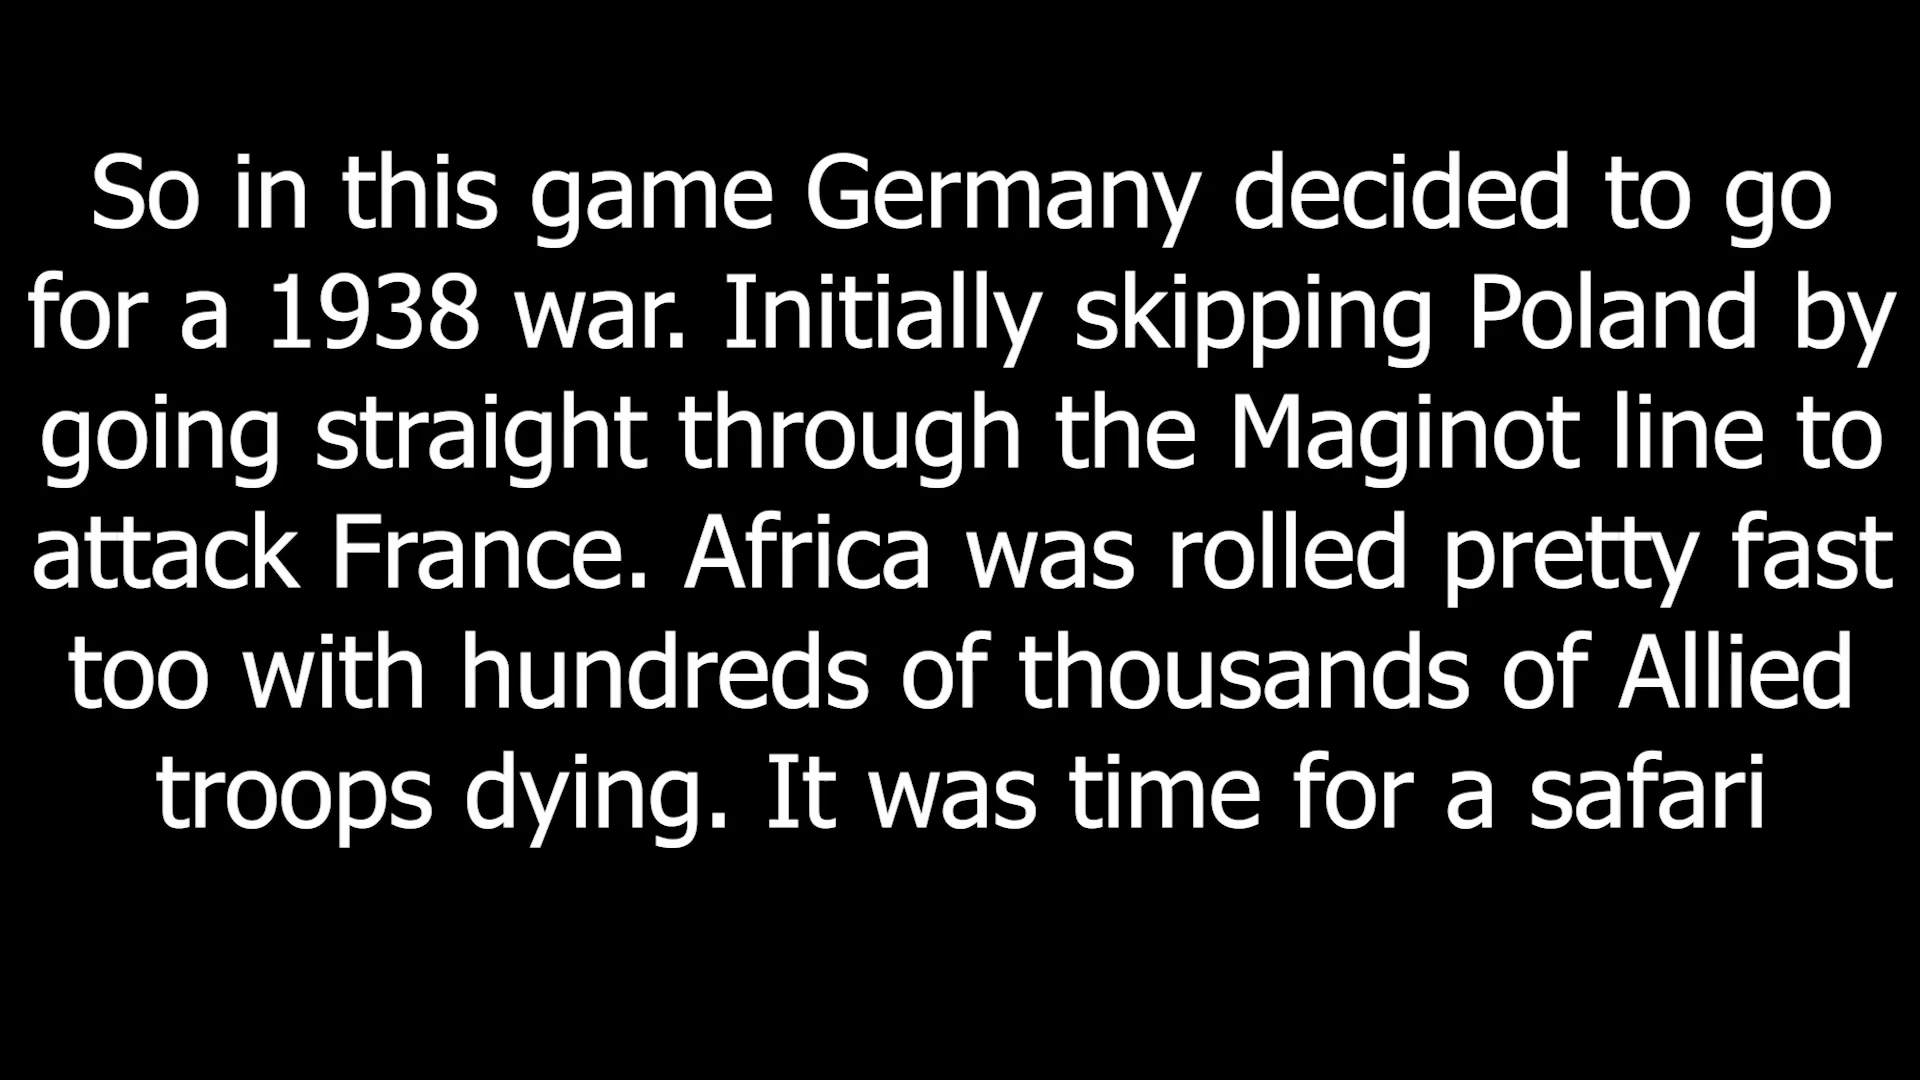 So in this game Germany decided to go
for a 1938 war. Initially skipping Poland by
going straight through the Maginot line to
attack France. Africa was rolled pretty fast
too with hundreds of thousands of Allied
troops dying. It was time for a safari